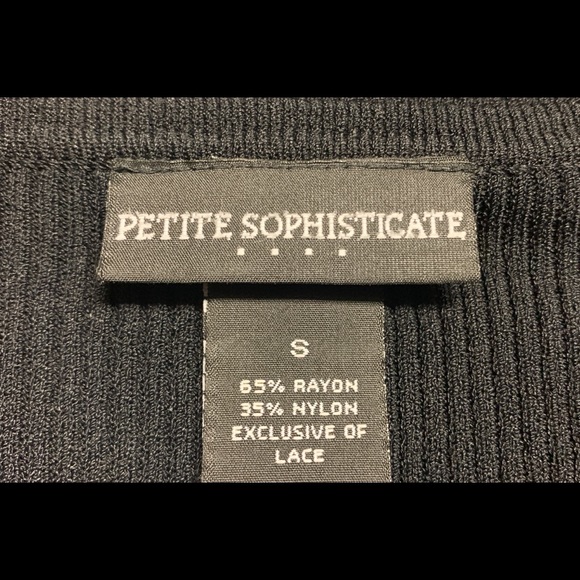 PETITE SOPHISTICATE
S
65% RAYON
35% NYLON
EXCLUSIVE OF
LACE